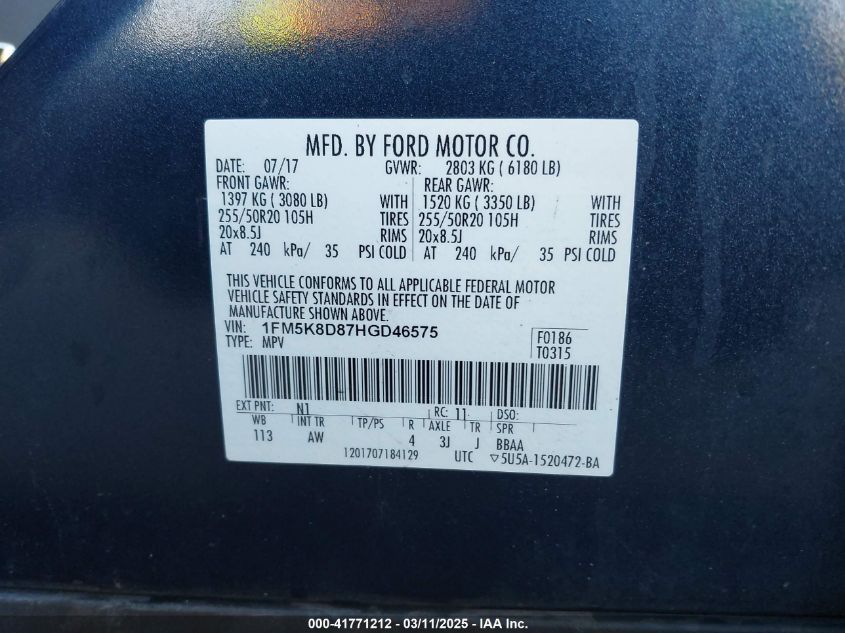 MFD. BY FORD MOTOR CO.
DATE: 07/17 GVWR: 2803 KG ( 6180 LB)
FRONT GAWR: REAR GAWR:
1397 KG ( 3080 LB) WITH 1520 KG ( 3350 LB) WITH
255/50R20 105H TIRES 255/50R20 105H TIRES
20x8.5J RIMS 20x8.5J RIMS
AT 240 kPa/ 35 PSI COLD AT 240 kPa/ 35 PSI COLD
THIS VEHICLE CONFORMS TO ALL APPLICABLE FEDERAL MOTOR
VEHICLE SAFETY STANDARDS IN EFFECT ON THE DATE OF
MANUFACTURE SHOWN ABOVE.
VIN: 1FM5K8D87HGD46575 F0186
TYPE: MPV T0315
EXT PNT: N1 RC: 11 DSO:
WB INT TR TP/PS R AXLE TR SPR
113 AW 4 3J J BBAA
1201707184129 UTC ▽5U5A-1520472-BA
000-41771212 - 03/11/2025 - IAA Inc.